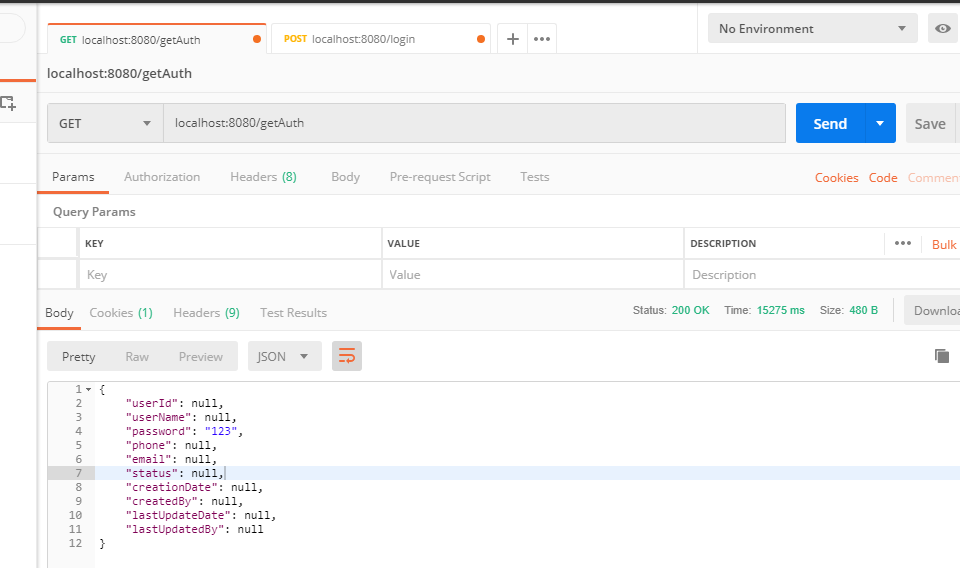 GET localhost:8080/getAuth POST localhost:8080/login + ••• No Environment
localhost:8080/getAuth
GET localhost:8080/getAuth Send Save
Params Authorization Headers (8) Body Pre-request Script Tests Cookies Code Commen
Query Params
KEY VALUE DESCRIPTION ••• Bulk
Key Value Description
Body Cookies (1) Headers (9) Test Results Status: 200 OK Time: 15275 ms Size: 480 B Downloa
Pretty Raw Preview JSON
1 {
2 "userId": null,
3 "userName": null,
4 "password": "123",
5 "phone": null,
6 "email": null,
7 "status": null,
8 "creationDate": null,
9 "createdBy": null,
10 "lastUpdateDate": null,
11 "lastUpdatedBy": null
12 }